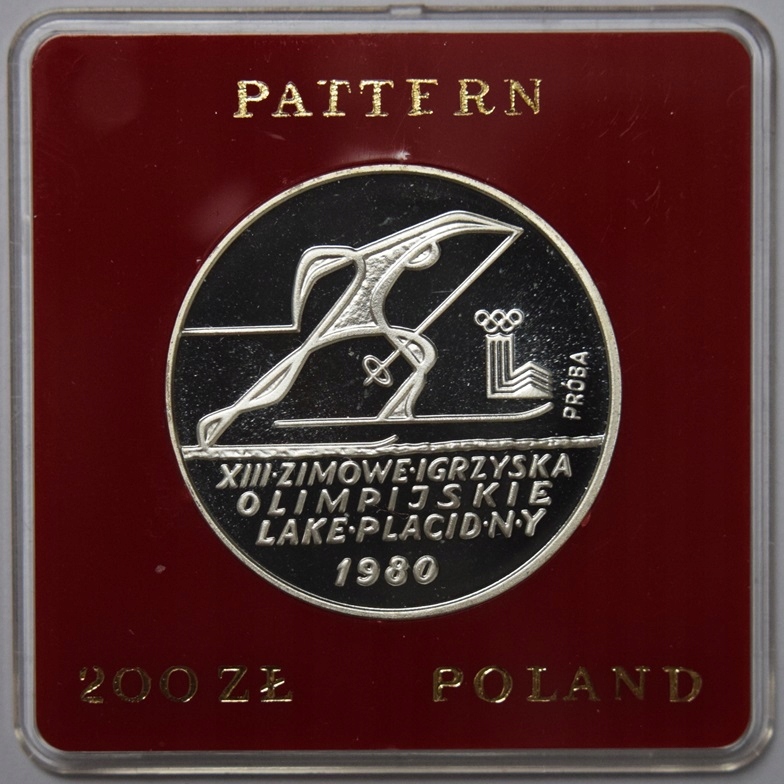 PATTERN
PRÓBA
XIII·ZIMOWE·IGRZYSKA
OLIMPIJSKIE
LAKE·PLACID·N·Y
1980
200 ZŁ POLAND